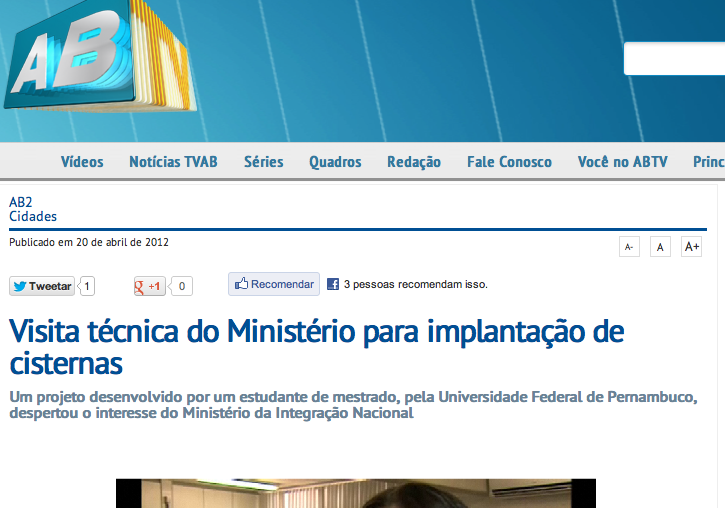 AB
Vídeos Notícias TVAB Séries Quadros Redação Fale Conosco Você no ABTV Princ
AB2
Cidades
Publicado em 20 de abril de 2012
A- A A+
Tweetar 1 +1 0 Recomendar 3 pessoas recomendam isso.
Visita técnica do Ministério para implantação de
cisternas
Um projeto desenvolvido por um estudante de mestrado, pela Universidade Federal de Pernambuco,
despertou o interesse do Ministério da Integração Nacional